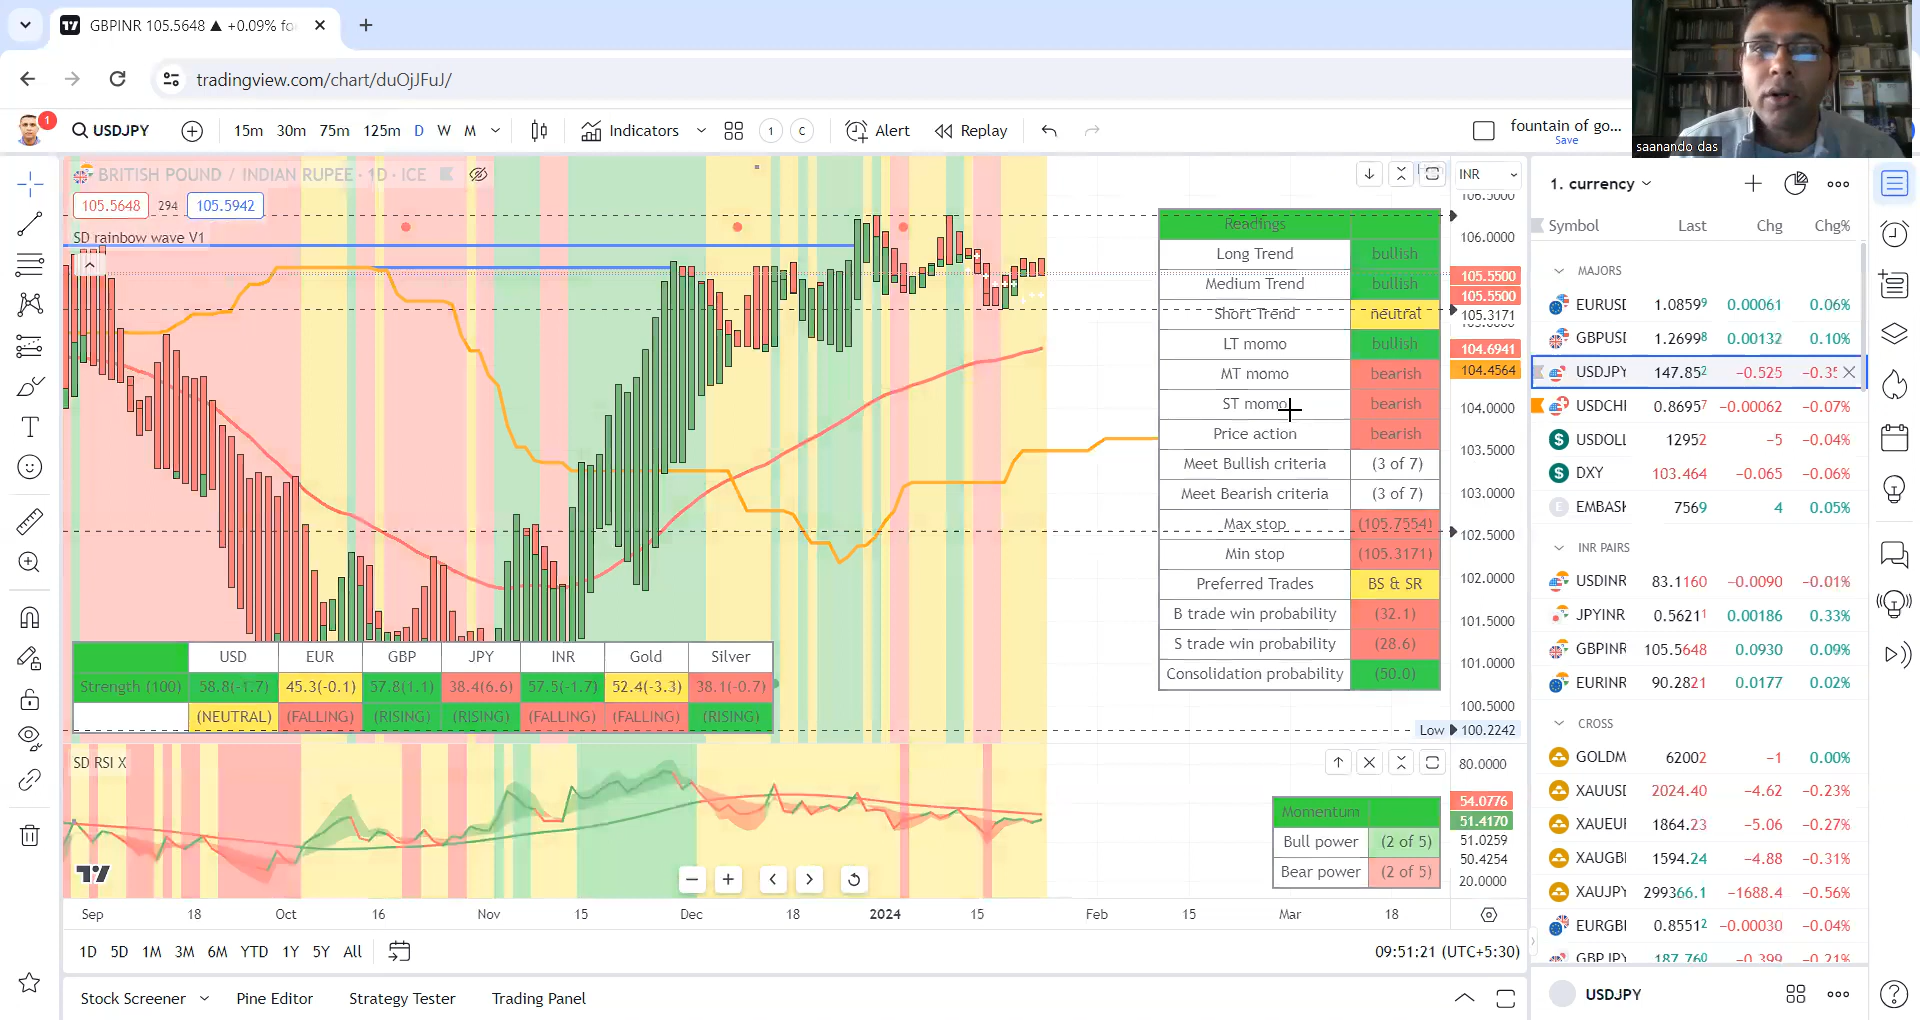 GBPINR 105.5648 ▲ +0.09% fo
tradingview.com/chart/duOjJFuJ/
1
USDJPY
15m 30m 75m 125m D W M
Indicators
1 C
Alert
Replay
fountain of go...
Save
saanando das
BRITISH POUND / INDIAN RUPEE · 1D · ICE
105.5648 294 105.5942
SD rainbow wave V1
INR
Readings
Long Trend bullish
Medium Trend bullish
Short Trend neutral
LT momo bullish
MT momo bearish
ST momo bearish
Price action bearish
Meet Bullish criteria (3 of 7)
Meet Bearish criteria (3 of 7)
Max stop (105.7554)
Min stop (105.3171)
Preferred Trades BS & SR
B trade win probability (32.1)
S trade win probability (28.6)
Consolidation probability (50.0)
106.5000
106.0000
105.5500
105.5500
105.3171
104.6941
104.4564
104.0000
103.5000
103.0000
102.5000
102.0000
101.5000
101.0000
100.5000
Low 100.2242
USD EUR GBP JPY INR Gold Silver
Strength (100) 58.8(-1.7) 45.3(-0.1) 57.8(1.1) 38.4(6.6) 57.5(-1.7) 52.4(-3.3) 38.1(-0.7)
(NEUTRAL) (FALLING) (RISING) (RISING) (FALLING) (FALLING) (RISING)
SD RSI X
Momentum
Bull power (2 of 5)
Bear power (2 of 5)
80.0000
54.0776
51.4170
51.0259
50.4254
20.0000
Sep 18 Oct 16 Nov 15 Dec 18 2024 15 Feb 15 Mar 18
1D 5D 1M 3M 6M YTD 1Y 5Y All
09:51:21 (UTC+5:30)
Stock Screener Pine Editor Strategy Tester Trading Panel
1. currency
Symbol Last Chg Chg%
MAJORS
EURUSD 1.08599 0.00061 0.06%
GBPUSD 1.26998 0.00132 0.10%
USDJPY 147.852 −0.525 −0.35
USDCHI 0.86957 −0.00062 −0.07%
USDOLL 12952 −5 −0.04%
DXY 103.464 −0.065 −0.06%
EMBASI 7569 4 0.05%
INR PAIRS
USDINR 83.1160 −0.0090 −0.01%
JPYINR 0.56211 0.00186 0.33%
GBPINR 105.5648 0.0930 0.09%
EURINR 90.2821 0.0177 0.02%
CROSS
GOLDM 62002 −1 0.00%
XAUUSD 2024.40 −4.62 −0.23%
XAUEUI 1864.23 −5.06 −0.27%
XAUGBI 1594.24 −4.88 −0.31%
XAUJPY 299366.1 −1688.4 −0.56%
EURGBI 0.85512 −0.00030 −0.04%
GBPJPY 187.760 −0.399 −0.21%
USDJPY